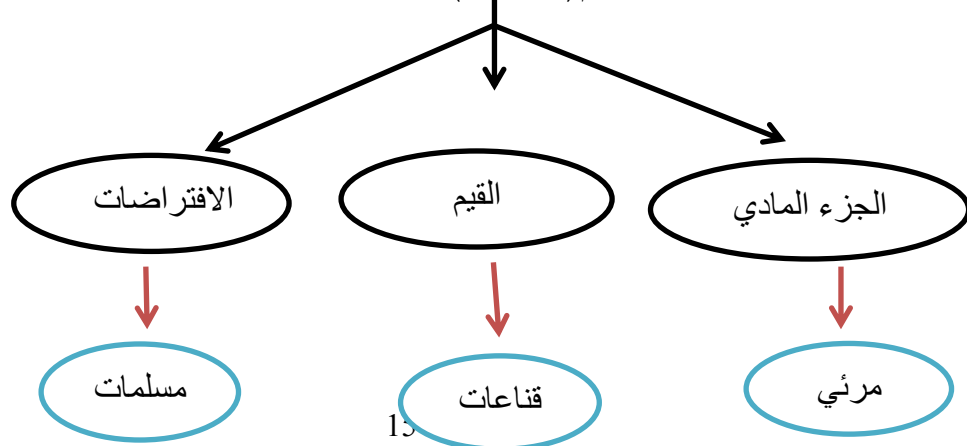 الجزء المادي
القيم
الافتراضات
مرئي
قناعات
مسلمات